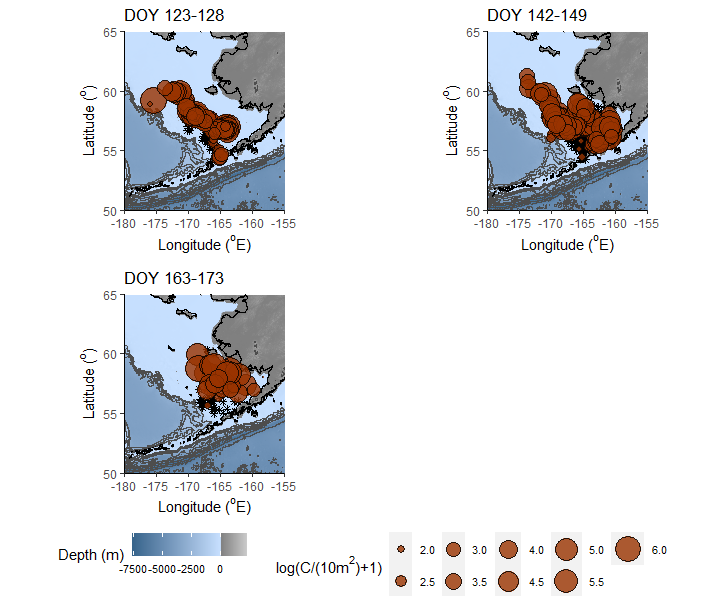 DOY 123-128
65
60
55
50
Latitude (°)
-180 -175 -170 -165 -160 -155
Longitude (°E)
DOY 142-149
65
60
55
50
Latitude (°)
-180 -175 -170 -165 -160 -155
Longitude (°E)
DOY 163-173
65
60
55
50
Latitude (°)
-180 -175 -170 -165 -160 -155
Longitude (°E)
Depth (m)
-7500 -5000 -2500 0
log(C/(10m²)+1)
2.0 3.0 4.0 5.0 6.0
2.5 3.5 4.5 5.5